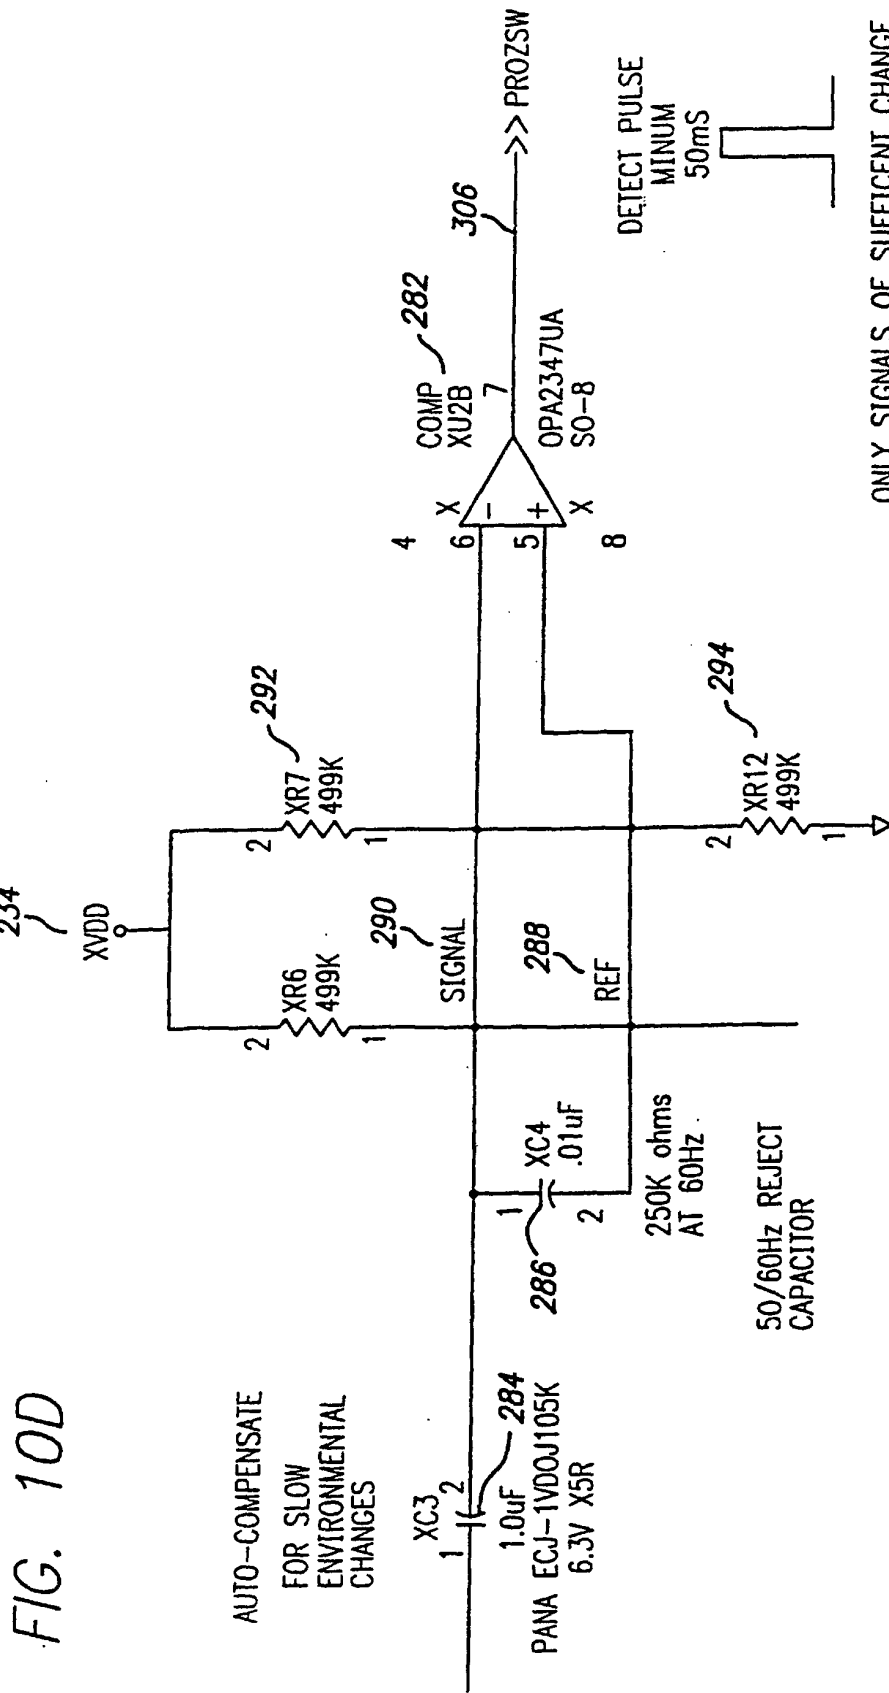 FIG. 10D
AUTO-COMPENSATE
FOR SLOW
ENVIRONMENTAL
CHANGES
XC3
1
2
284
1.0uF
PANA ECJ-1VDOJ105K
6.3V X5R
234
XVDD
2
XR6
499K
1
2
XR7
499K
1
292
290
SIGNAL
288
REF
1
XC4
.01uF
286
2
250K ohms
AT 60Hz
50/60Hz REJECT
CAPACITOR
2
XR12
499K
1
294
4
X
6
-
5
+
X
8
COMP
XU2B
7
282
OPA2347UA
SO-8
306
PROZSW
DETECT PULSE
MINUM
50mS
ONLY SIGNALS OF SUFFICENT CHANGE